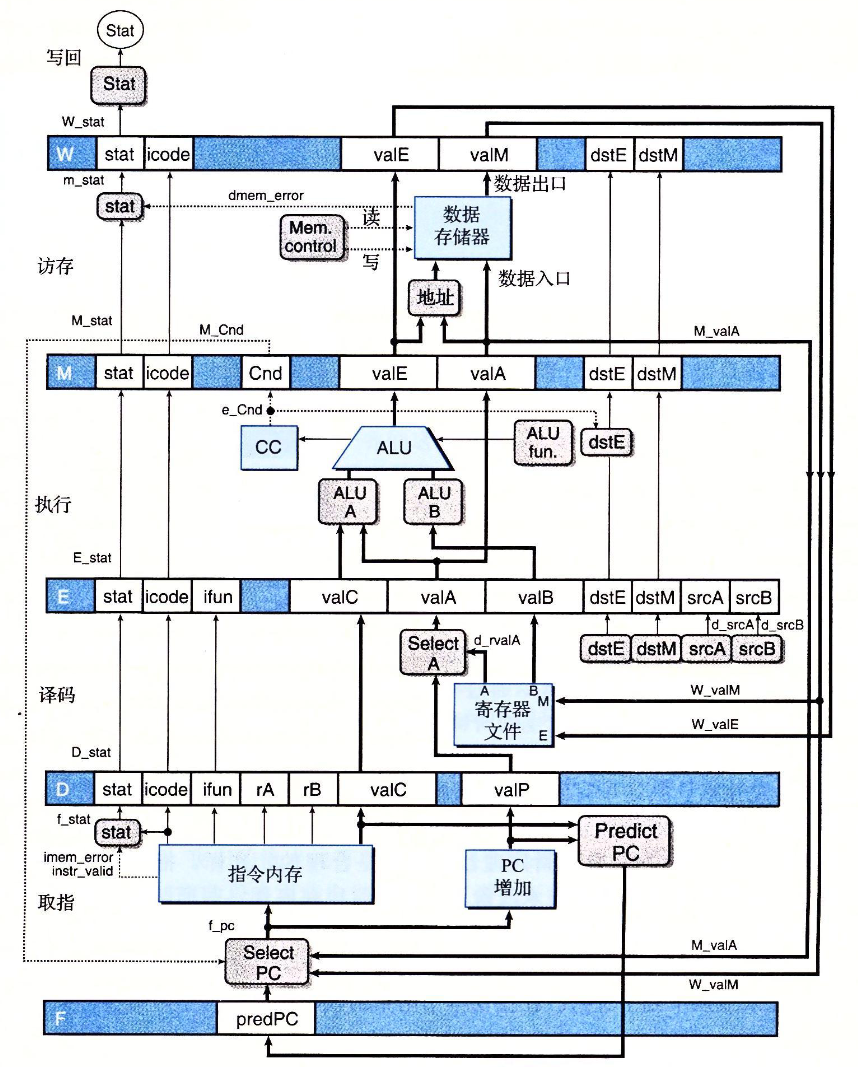 Stat
写回
Stat
W_stat
W stat icode valE valM dstE dstM
m_stat
数据出口
stat
dmem_error
数据
存储器
Mem.
control
读
写
访存
地址
数据入口
M_stat
M_Cnd
M_valA
M stat icode Cnd valE valA dstE dstM
e_Cnd
CC
ALU
ALU
fun.
dstE
ALU
A
ALU
B
执行
E_stat
E stat icode ifun valC valA valB dstE dstM srcA srcB
d_srcA d_srcB
Select
A
d_rvalA
dstE dstM srcA srcB
A B
M
E
寄存器
文件
W_valM
W_valE
译码
D_stat
D stat icode ifun rA rB valC valP
f_stat
stat
Predict
PC
imem_error
instr_valid
指令内存
PC
增加
取指
f_pc
Select
PC
M_valA
W_valM
F predPC